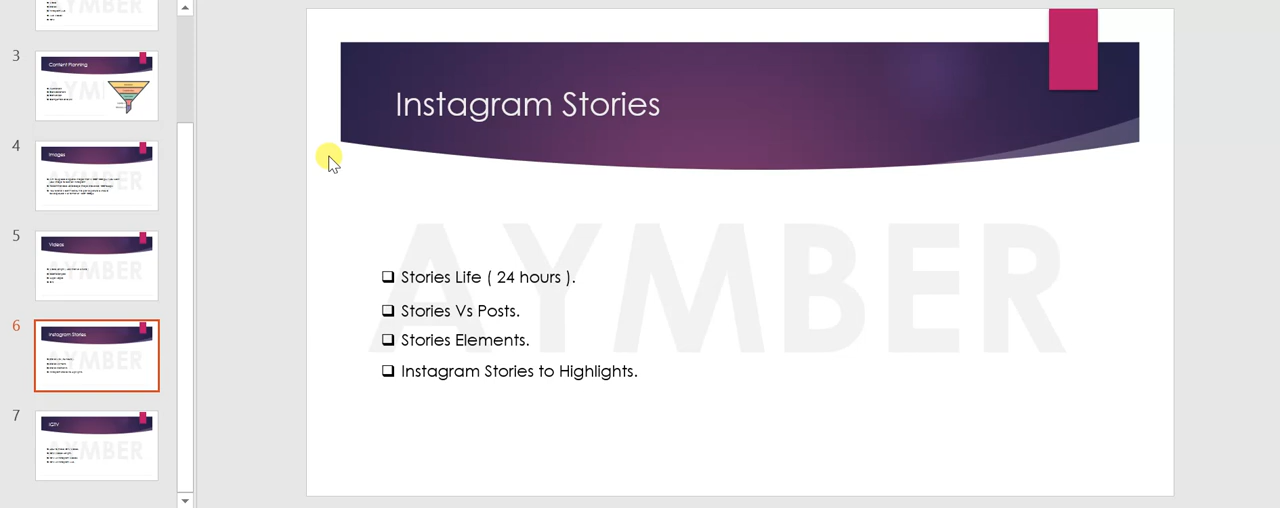 3
Content Planning
4
Images
5
Videos
6
Instagram Stories
7
IGTV
Instagram Stories
AYMBER
❑ Stories Life ( 24 hours ).
❑ Stories Vs Posts.
❑ Stories Elements.
❑ Instagram Stories to Highlights.